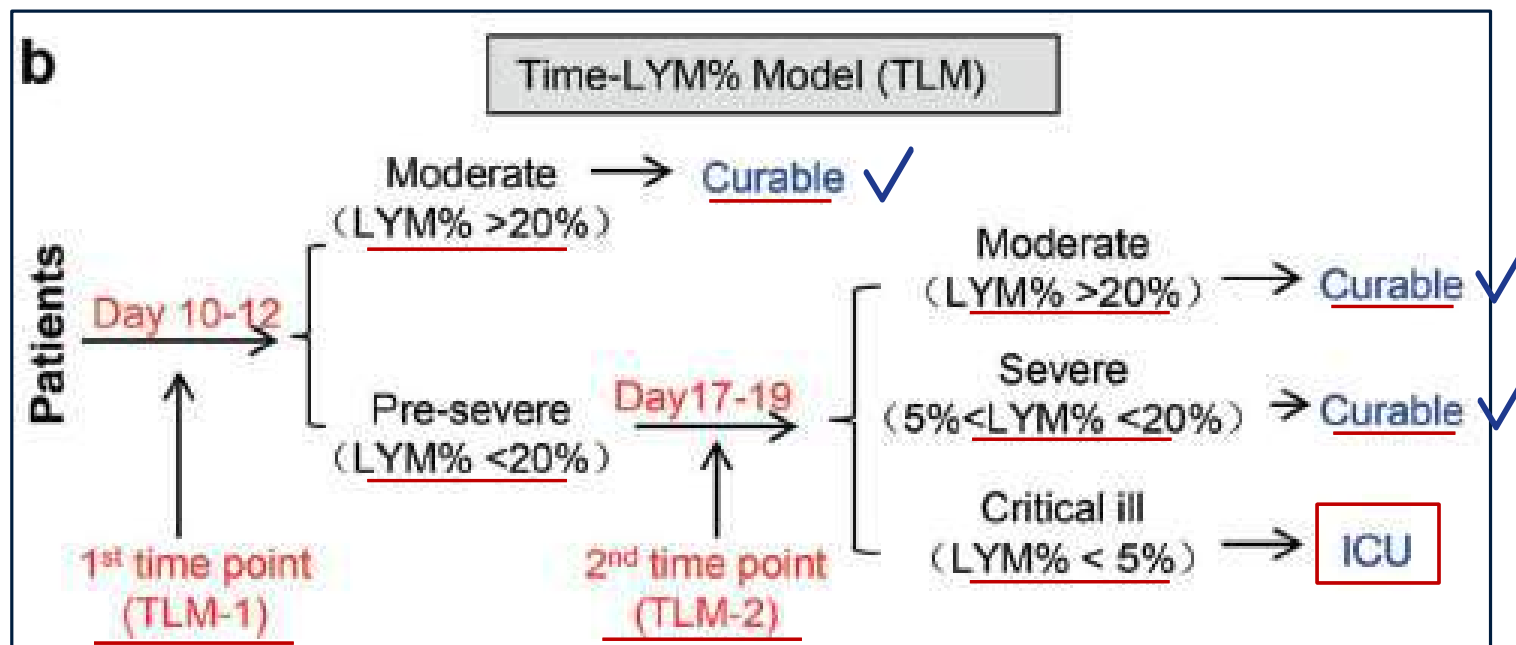 b
Time-LYM% Model (TLM)
Patients
Day 10-12
1st time point
(TLM-1)
Moderate
(LYM% >20%)
Curable
Pre-severe
(LYM% <20%)
Day17-19
2nd time point
(TLM-2)
Moderate
(LYM% >20%)
Curable
Severe
(5%<LYM% <20%)
Curable
Critical ill
(LYM% < 5%)
ICU